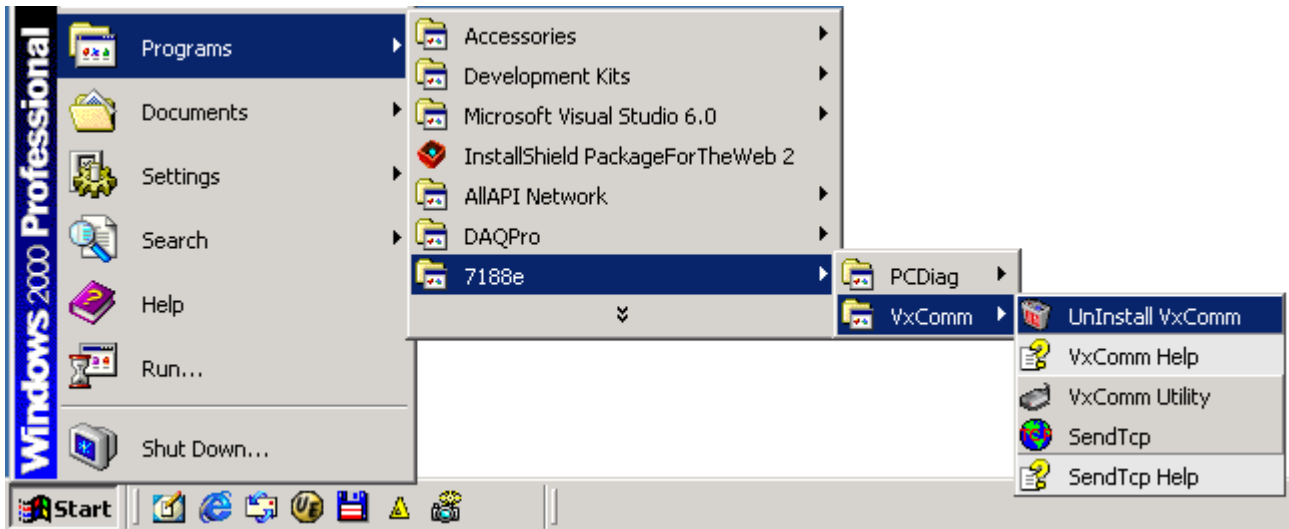 Windows 2000 Professional
Programs
Documents
Settings
Search
Help
Run...
Shut Down...
Accessories
Development Kits
Microsoft Visual Studio 6.0
InstallShield PackageForTheWeb 2
AllAPI Network
DAQPro
7188e
PCDiag
VxComm
UnInstall VxComm
VxComm Help
VxComm Utility
SendTcp
SendTcp Help
Start